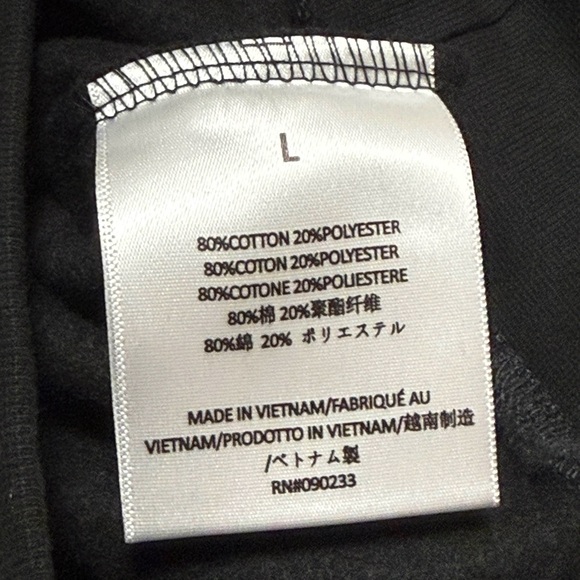 L
80%COTTON 20%POLYESTER
80%COTON 20%POLYESTER
80%COTONE 20%POLIESTERE
80%棉 20%聚酯纤维
80%綿 20% ポリエステル
MADE IN VIETNAM/FABRIQUÉ AU
VIETNAM/PRODOTTO IN VIETNAM/越南制造
/ベトナム製
RN#090233